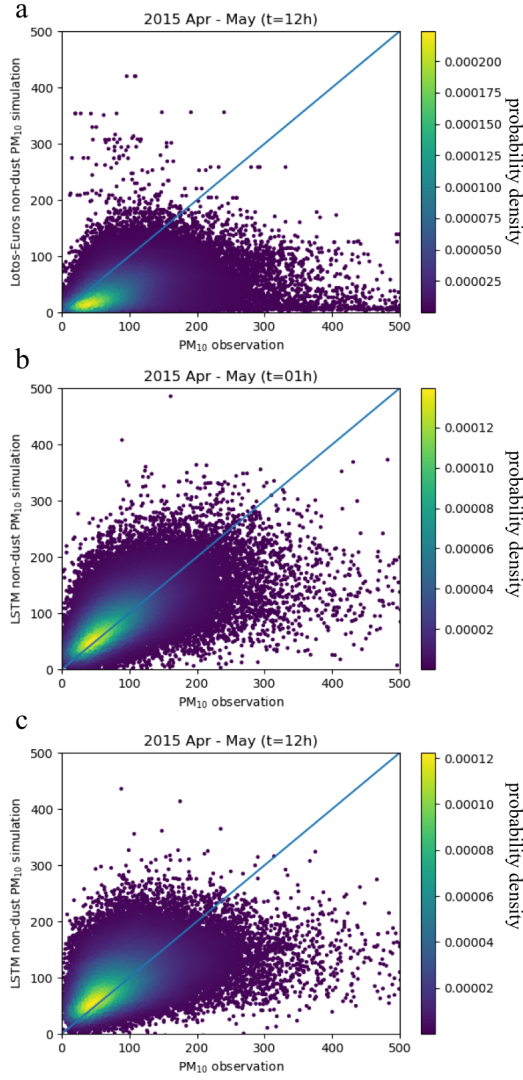 a
2015 Apr - May (t=12h)
500
400
300
200
100
0
0 100 200 300 400 500
Lotos-Euros non-dust PM₁₀ simulation
PM₁₀ observation
0.000200
0.000175
0.000150
0.000125
0.000100
0.000075
0.000050
0.000025
probability density
b
2015 Apr - May (t=01h)
500
400
300
200
100
0
0 100 200 300 400 500
LSTM non-dust PM₁₀ simulation
PM₁₀ observation
0.00012
0.00010
0.00008
0.00006
0.00004
0.00002
probability density
c
2015 Apr - May (t=12h)
500
400
300
200
100
0
0 100 200 300 400 500
LSTM non-dust PM₁₀ simulation
PM₁₀ observation
0.00012
0.00010
0.00008
0.00006
0.00004
0.00002
probability density